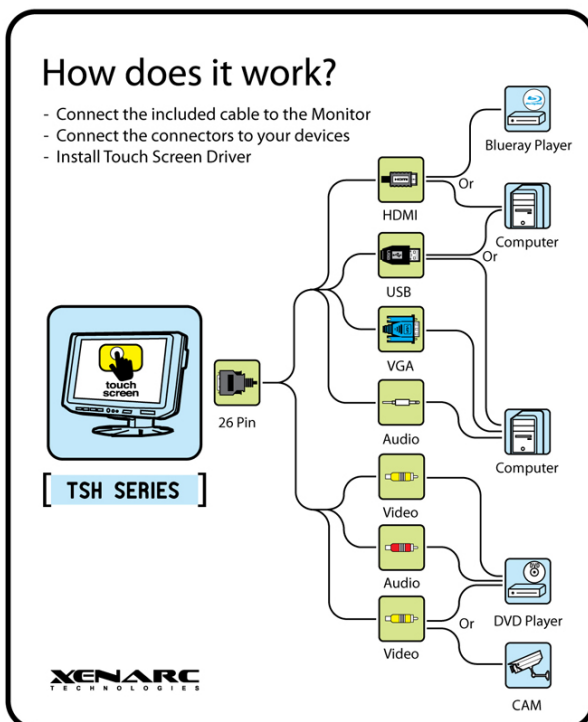 How does it work?
- Connect the included cable to the Monitor
- Connect the connectors to your devices
- Install Touch Screen Driver
Blueray Player
Or
HDMI
Computer
Or
USB
VGA
touch
screen
26 Pin
Audio
Computer
[ TSH SERIES ]
Video
Audio
DVD Player
Or
Video
CAM
XENARC
TECHNOLOGIES